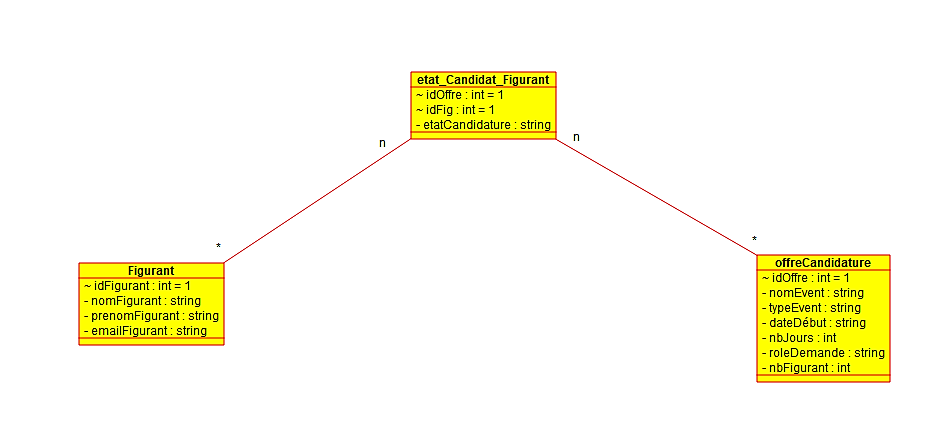 etat_Candidat_Figurant
~ idOffre : int = 1
~ idFig : int = 1
- etatCandidature : string
n
n
*
*
Figurant
~ idFigurant : int = 1
- nomFigurant : string
- prenomFigurant : string
- emailFigurant : string
offreCandidature
~ idOffre : int = 1
- nomEvent : string
- typeEvent : string
- dateDébut : string
- nbJours : int
- roleDemande : string
- nbFigurant : int